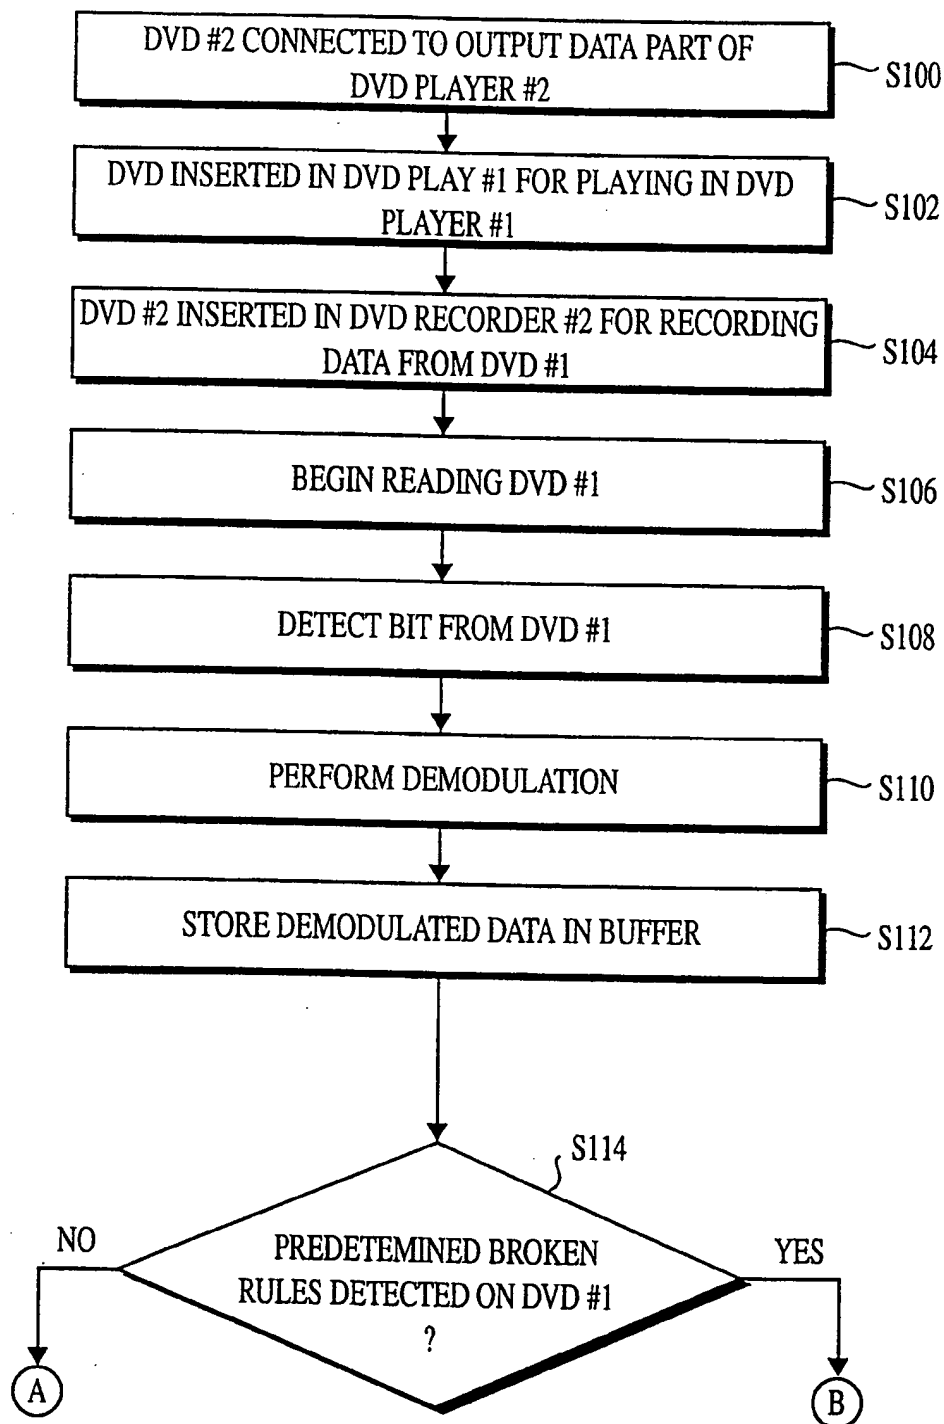 DVD #2 CONNECTED TO OUTPUT DATA PART OF
DVD PLAYER #2
S100
DVD INSERTED IN DVD PLAY #1 FOR PLAYING IN DVD
PLAYER #1
S102
DVD #2 INSERTED IN DVD RECORDER #2 FOR RECORDING
DATA FROM DVD #1
S104
BEGIN READING DVD #1
S106
DETECT BIT FROM DVD #1
S108
PERFORM DEMODULATION
S110
STORE DEMODULATED DATA IN BUFFER
S112
S114
NO
PREDETEMINED BROKEN
RULES DETECTED ON DVD #1
?
YES
A
B